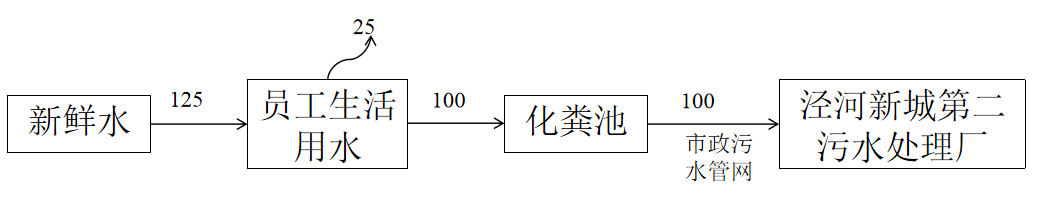 25
新鲜水
125
员工生活
用水
100
化粪池
100
市政污
水管网
泾河新城第二
污水处理厂